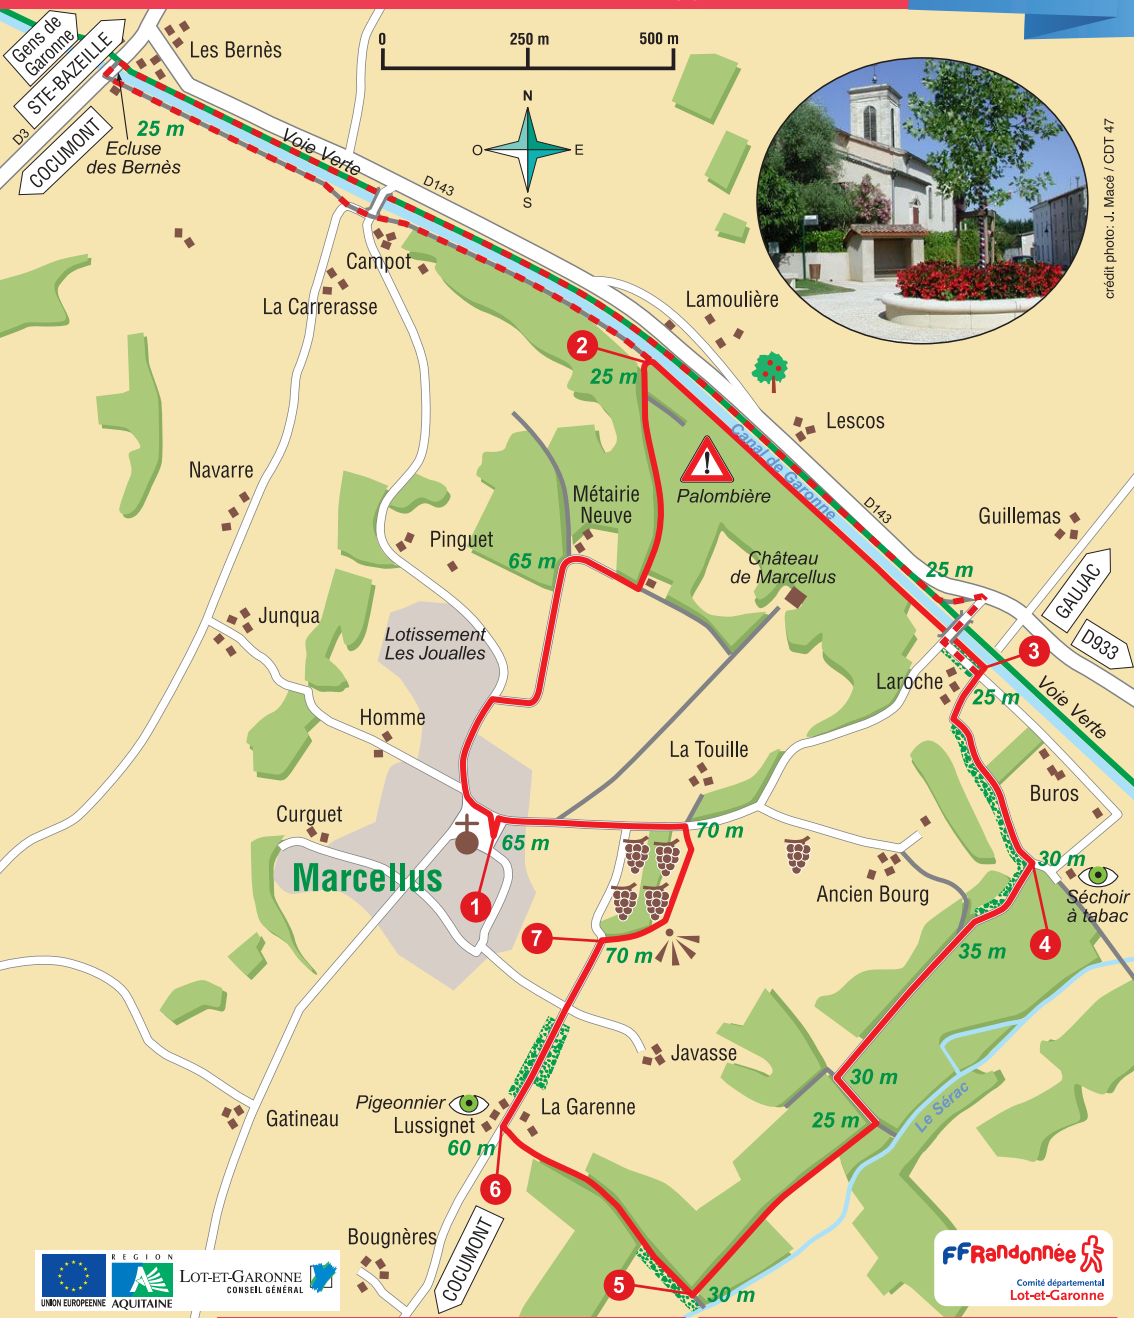 Gens de
Garonne
STE-BAZEILLE
D3
COCUMONT
Les Bernès
25 m
Ecluse
des Bernès
Voie Verte
D143
0
250 m
500 m
N
O
E
S
crédit photo: J. Macé / CDT 47
Campot
La Carrerasse
Lamoulière
2
25 m
Lescos
Canal de Garonne
Palombière
D143
Navarre
Métairie
Neuve
Guillemas
Pinguet
65 m
Château
de Marcellus
25 m
GAUJAC
D933
Junqua
Lotissement
Les Joualles
3
Laroche
25 m
Voie Verte
Homme
La Touille
Buros
Curguet
65 m
70 m
30 m
Marcellus
Ancien Bourg
Séchoir
à tabac
1
7
70 m
35 m
4
Javasse
30 m
Le Sérac
Pigeonnier
Lussignet
La Garenne
Gatineau
25 m
60 m
6
Bougnères
COCUMONT
5
30 m
UNION EUROPEENNE
REGION
AQUITAINE
LOT-ET-GARONNE
CONSEIL GÉNÉRAL
FFRandonnée
Comité départemental
Lot-et-Garonne